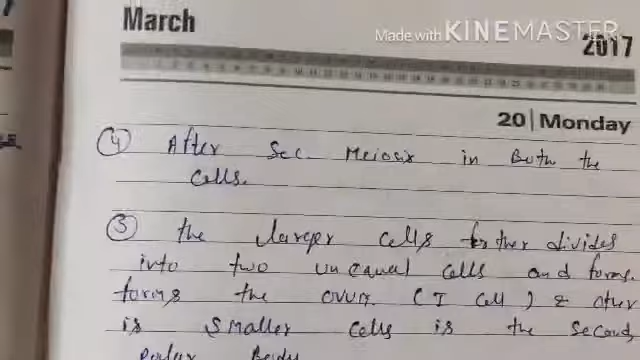 March
Made with KINEMASTER
2017
20 | Monday
(4) After Sec. Meiosis in Both the
Cells.
(5) the larger cells further divides
into two unequal cells and forms.
forms the ovum (I cell) & other
is smaller cells is the second,
Polar Body